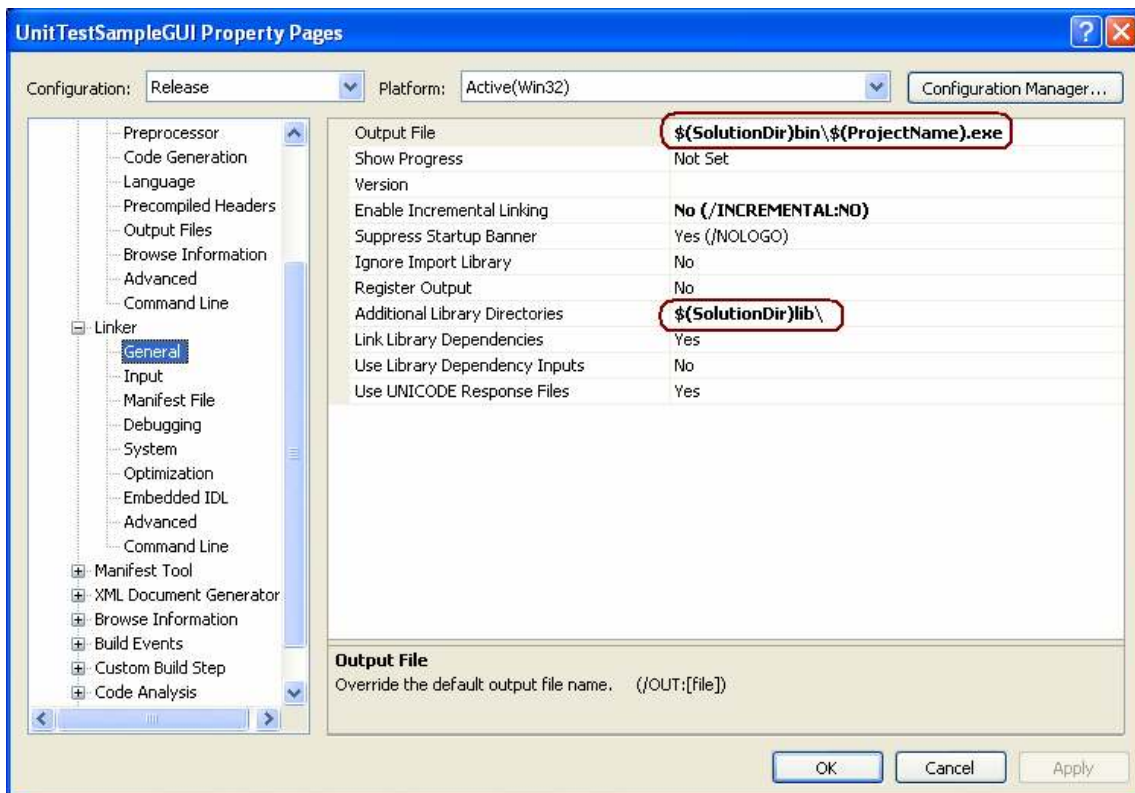 UnitTestSampleGUI Property Pages
Configuration: Release Platform: Active(Win32) Configuration Manager...
Preprocessor
Code Generation
Language
Precompiled Headers
Output Files
Browse Information
Advanced
Command Line
Linker
General
Input
Manifest File
Debugging
System
Optimization
Embedded IDL
Advanced
Command Line
Manifest Tool
XML Document Generator
Browse Information
Build Events
Custom Build Step
Code Analysis
Output File $(SolutionDir)bin\$(ProjectName).exe
Show Progress Not Set
Version
Enable Incremental Linking No (/INCREMENTAL:NO)
Suppress Startup Banner Yes (/NOLOGO)
Ignore Import Library No
Register Output No
Additional Library Directories $(SolutionDir)lib\
Link Library Dependencies Yes
Use Library Dependency Inputs No
Use UNICODE Response Files Yes
Output File
Override the default output file name. (/OUT:[file])
OK Cancel Apply